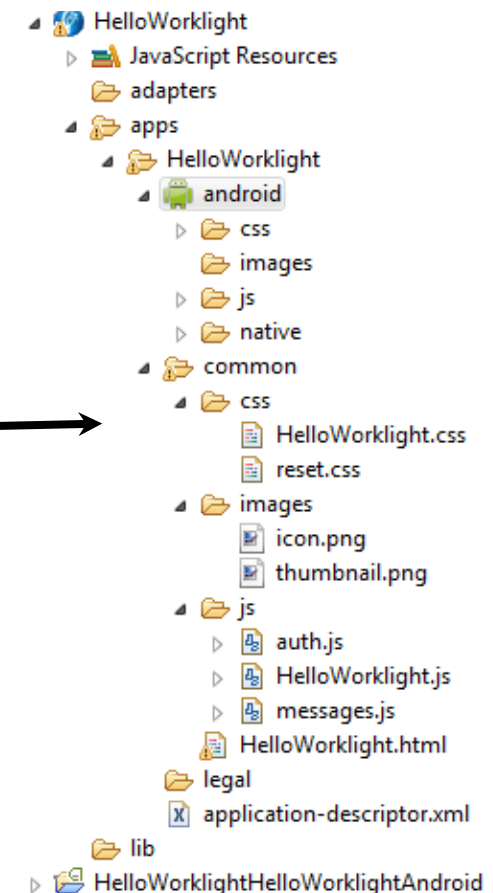 HelloWorklight
JavaScript Resources
adapters
apps
HelloWorklight
android
css
images
js
native
common
css
HelloWorklight.css
reset.css
images
icon.png
thumbnail.png
js
auth.js
HelloWorklight.js
messages.js
HelloWorklight.html
legal
application-descriptor.xml
lib
HelloWorklightHelloWorklightAndroid